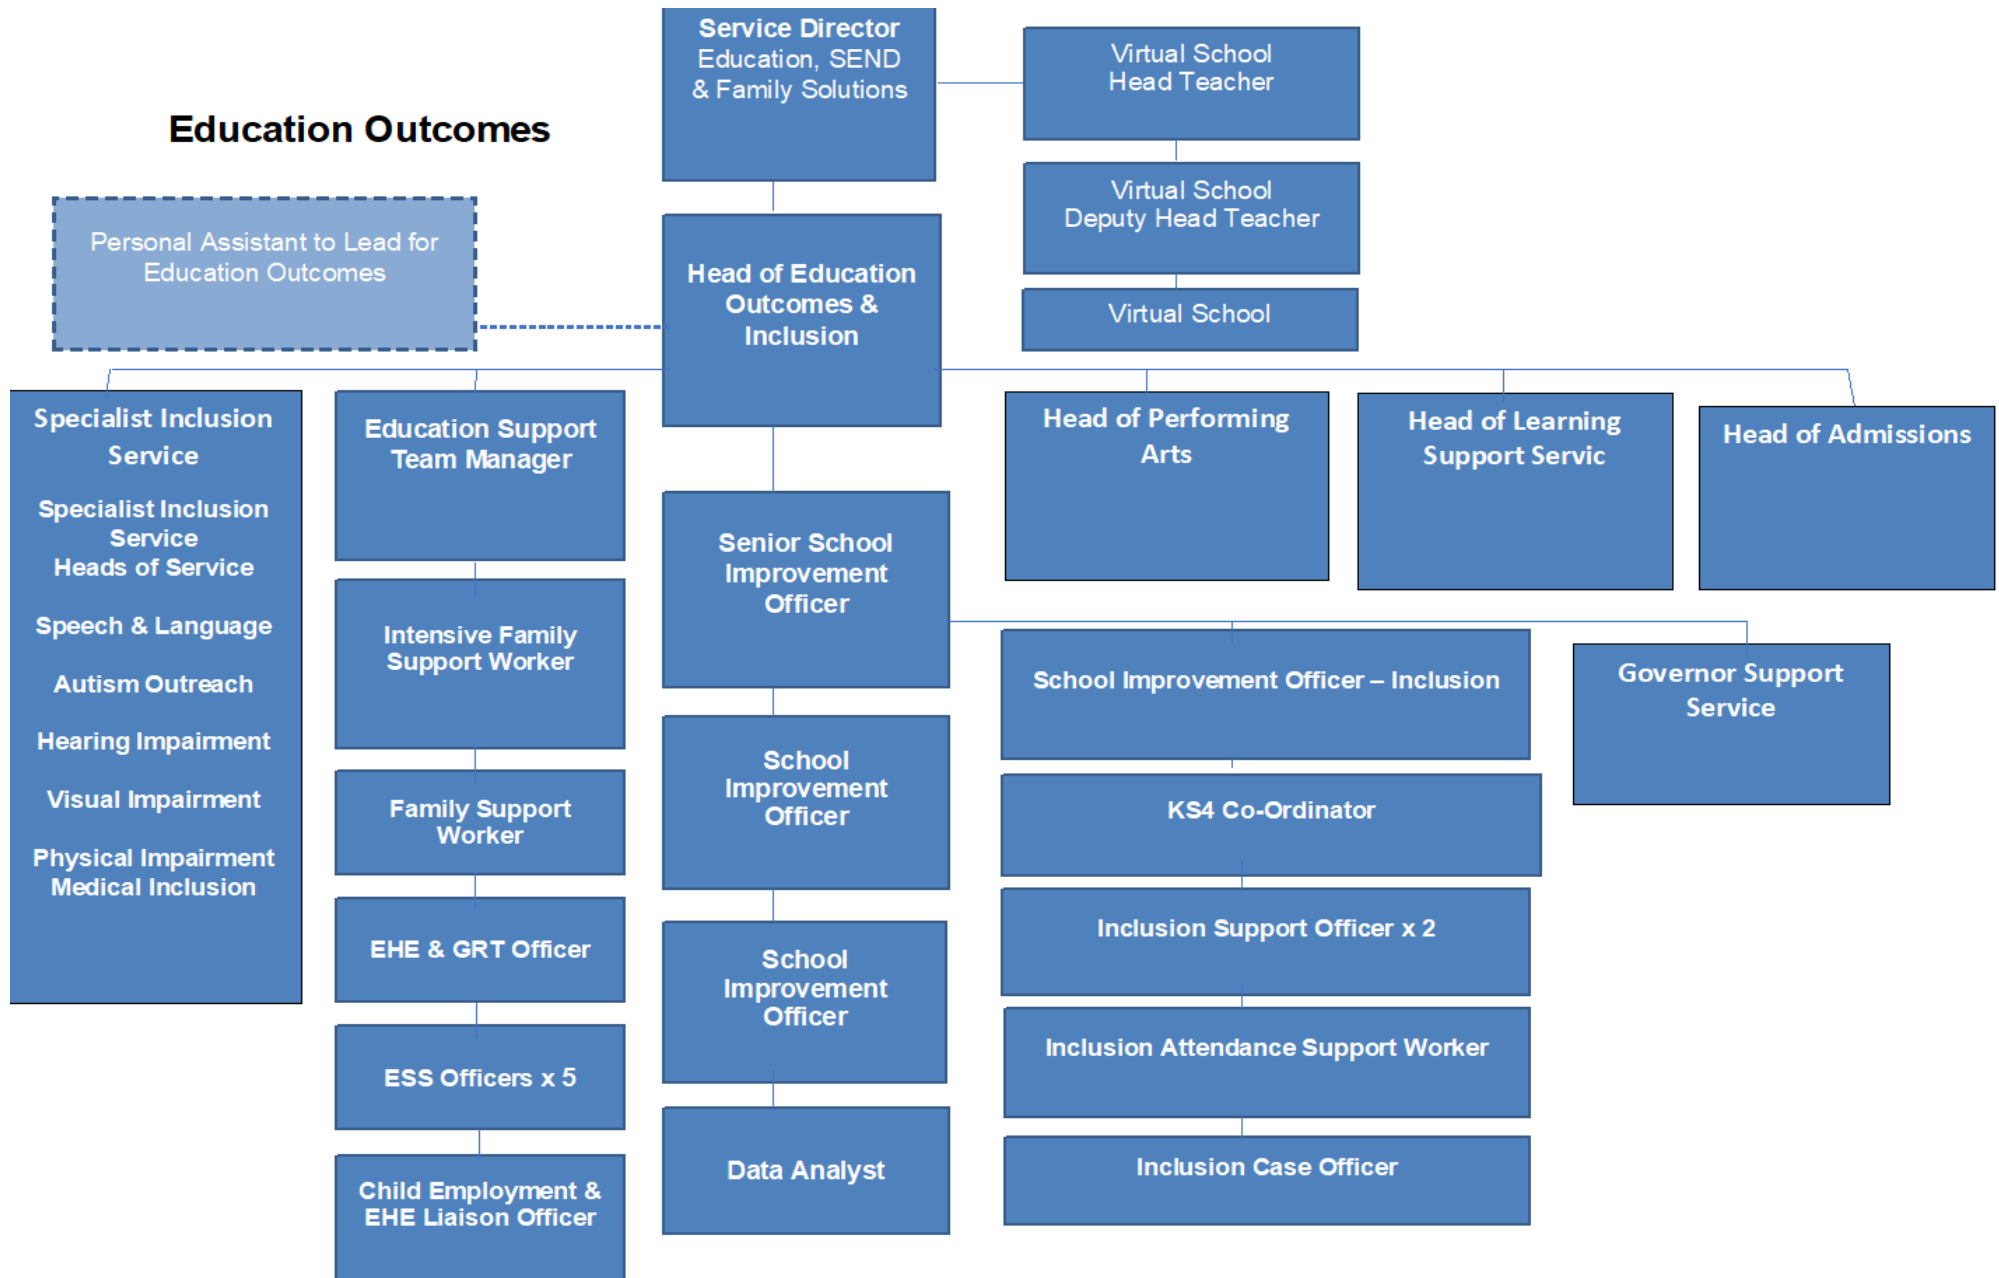 Service Director
Education, SEND
& Family Solutions
Virtual School
Head Teacher
Education Outcomes
Virtual School
Deputy Head Teacher
Personal Assistant to Lead for
Education Outcomes
Head of Education
Outcomes &
Inclusion
Virtual School
Specialist Inclusion
Service
Specialist Inclusion
Service
Heads of Service
Speech & Language
Autism Outreach
Hearing Impairment
Visual Impairment
Physical Impairment
Medical Inclusion
Education Support
Team Manager
Intensive Family
Support Worker
Family Support
Worker
EHE & GRT Officer
ESS Officers x 5
Child Employment &
EHE Liaison Officer
Senior School
Improvement
Officer
School
Improvement
Officer
School
Improvement
Officer
Data Analyst
Head of Performing
Arts
Head of Learning
Support Servic
Head of Admissions
School Improvement Officer – Inclusion
KS4 Co-Ordinator
Inclusion Support Officer x 2
Inclusion Attendance Support Worker
Inclusion Case Officer
Governor Support
Service